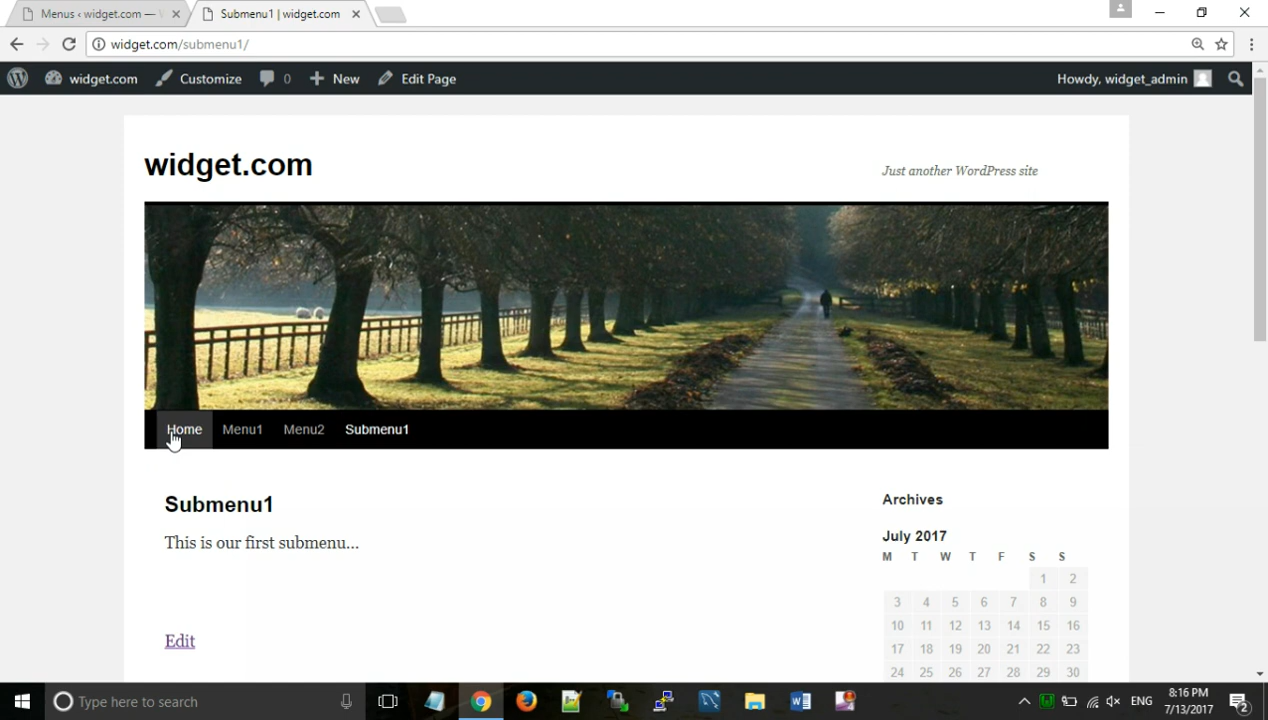 Menus ‹ widget.com —
Submenu1 | widget.com
widget.com/submenu1/
widget.com
Customize
0
New
Edit Page
Howdy, widget_admin
widget.com
Just another WordPress site
Home
Menu1
Menu2
Submenu1
Submenu1
This is our first submenu...
Edit
Archives
July 2017
M T W T F S S
1 2
3 4 5 6 7 8 9
10 11 12 13 14 15 16
17 18 19 20 21 22 23
24 25 26 27 28 29 30
Type here to search
ENG
8:16 PM
7/13/2017
2